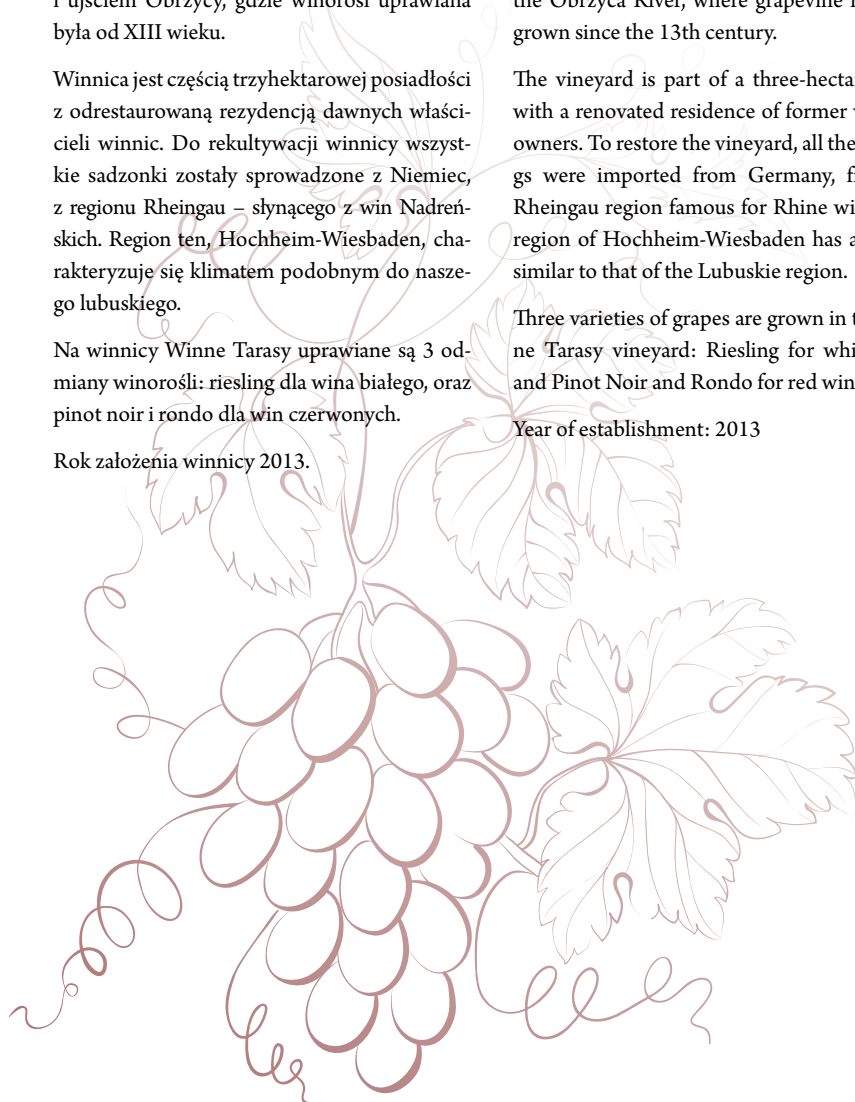 i ujściem Obrzycy, gdzie winorośl uprawiana
była od XIII wieku.
Winnica jest częścią trzyhektarowej posiadłości
z odrestaurowaną rezydencją dawnych właści-
cieli winnic. Do rekultywacji winnicy wszyst-
kie sadzonki zostały sprowadzone z Niemiec,
z regionu Rheingau – słynącego z win Nadreń-
skich. Region ten, Hochheim-Wiesbaden, cha-
rakteryzuje się klimatem podobnym do nasze-
go lubuskiego.
Na winnicy Winne Tarasy uprawiane są 3 od-
miany winorośli: riesling dla wina białego, oraz
pinot noir i rondo dla win czerwonych.
Rok założenia winnicy 2013.
the Obrzyca River, where grapevine
grown since the 13th century.
The vineyard is part of a three-hecta
with a renovated residence of former
owners. To restore the vineyard, all the
gs were imported from Germany,
Rheingau region famous for Rhine wi
region of Hochheim-Wiesbaden has a
similar to that of the Lubuskie region.
Three varieties of grapes are grown in
ne Tarasy vineyard: Riesling for whi
and Pinot Noir and Rondo for red win
Year of establishment: 2013